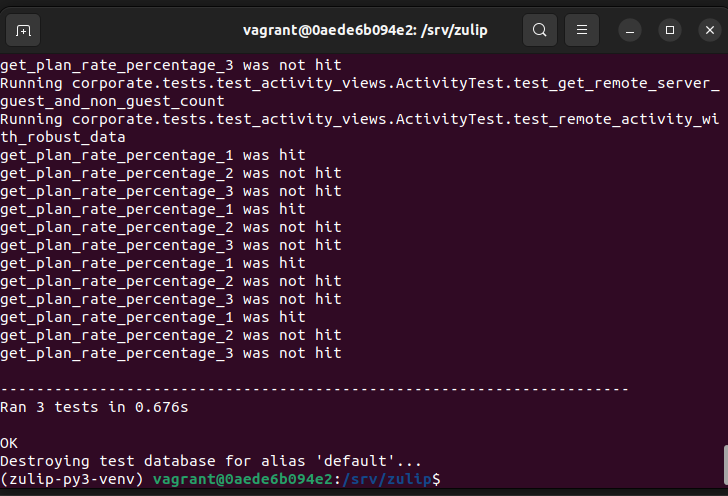 vagrant@0aede6b094e2: /srv/zulip
get_plan_rate_percentage_3 was not hit
Running corporate.tests.test_activity_views.ActivityTest.test_get_remote_server_
guest_and_non_guest_count
Running corporate.tests.test_activity_views.ActivityTest.test_remote_activity_wi
th_robust_data
get_plan_rate_percentage_1 was hit
get_plan_rate_percentage_2 was not hit
get_plan_rate_percentage_3 was not hit
get_plan_rate_percentage_1 was hit
get_plan_rate_percentage_2 was not hit
get_plan_rate_percentage_3 was not hit
get_plan_rate_percentage_1 was hit
get_plan_rate_percentage_2 was not hit
get_plan_rate_percentage_3 was not hit
get_plan_rate_percentage_1 was hit
get_plan_rate_percentage_2 was not hit
get_plan_rate_percentage_3 was not hit
----------------------------------------------------------------------
Ran 3 tests in 0.676s
OK
Destroying test database for alias 'default'...
(zulip-py3-venv) vagrant@0aede6b094e2:/srv/zulip$